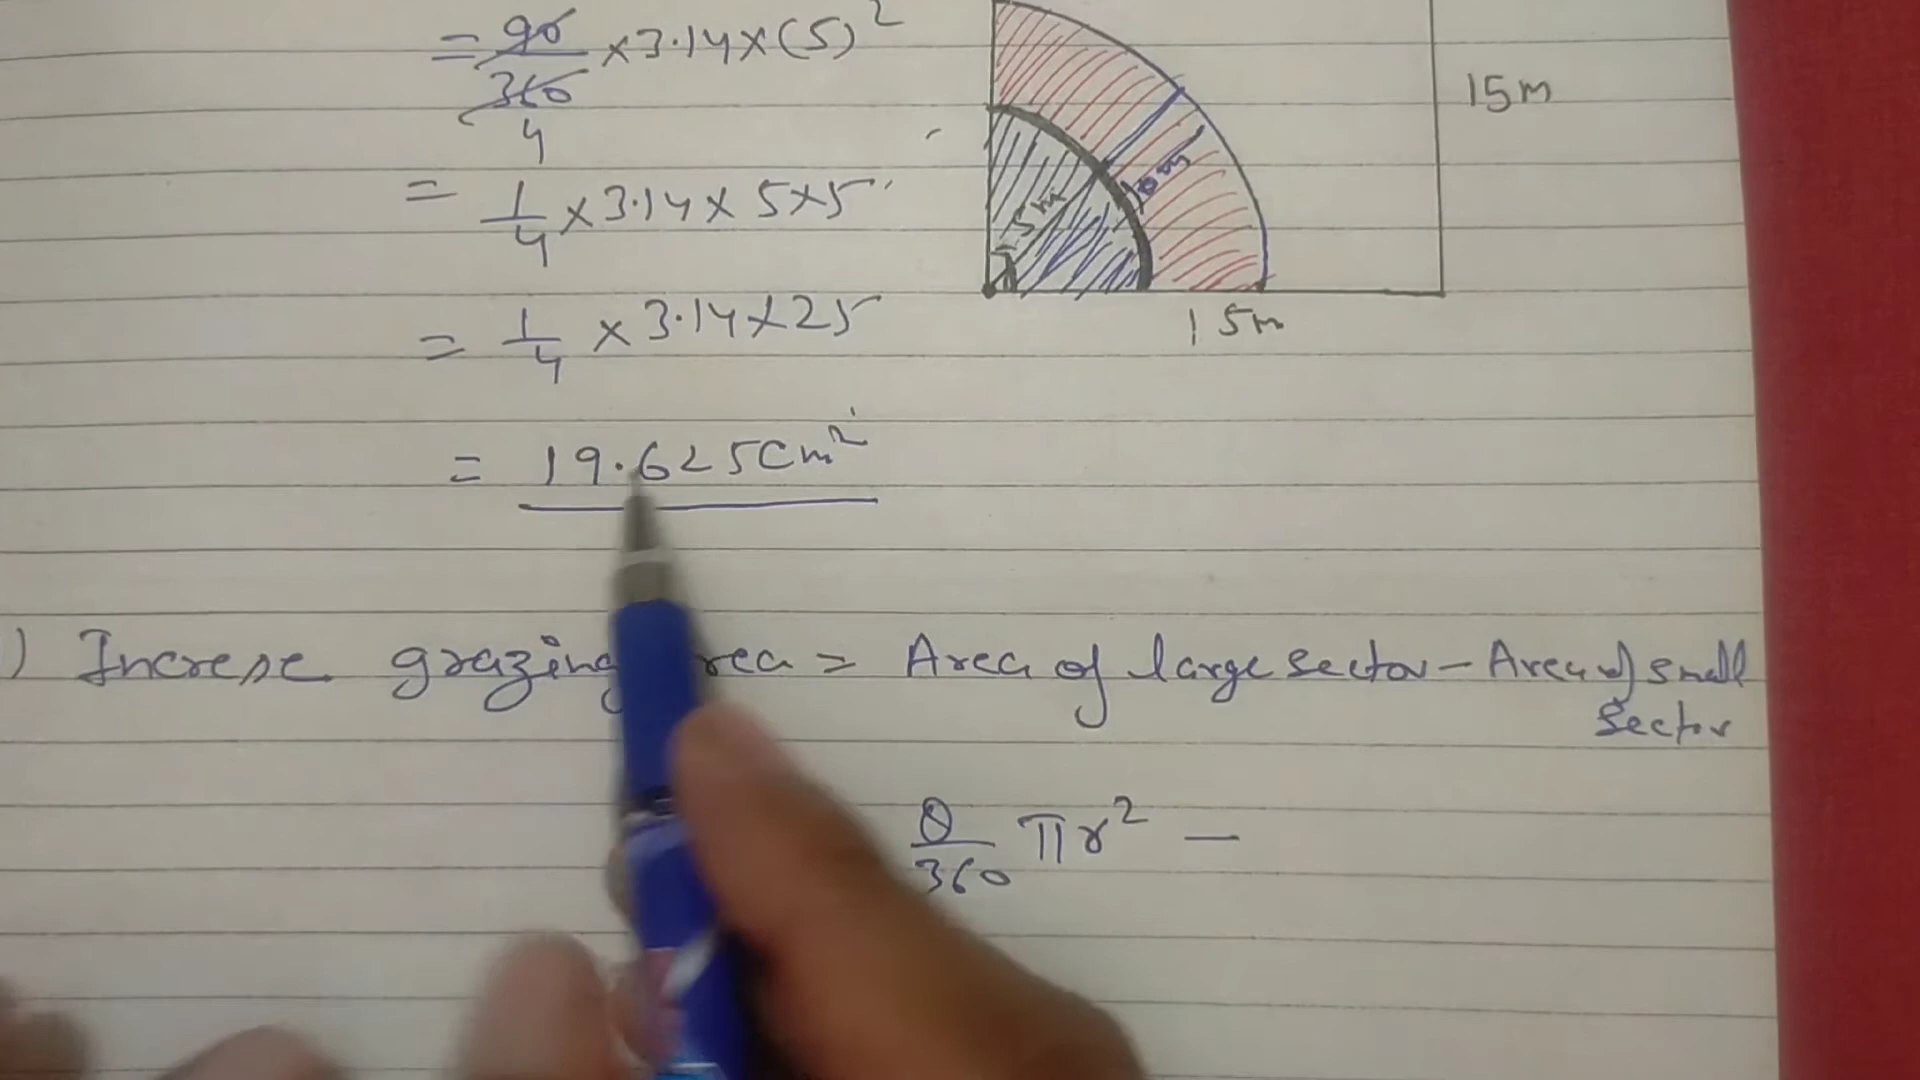 = 90/360 × 3.14 × (5)²
4
= 1/4 × 3.14 × 5×5
= 1/4 × 3.14 × 25
= 19.625 Cm²
15m
5m
10m
15m
) Increse grazing rea = Area of large sector – Area of small
Sector
θ/360 πr² –